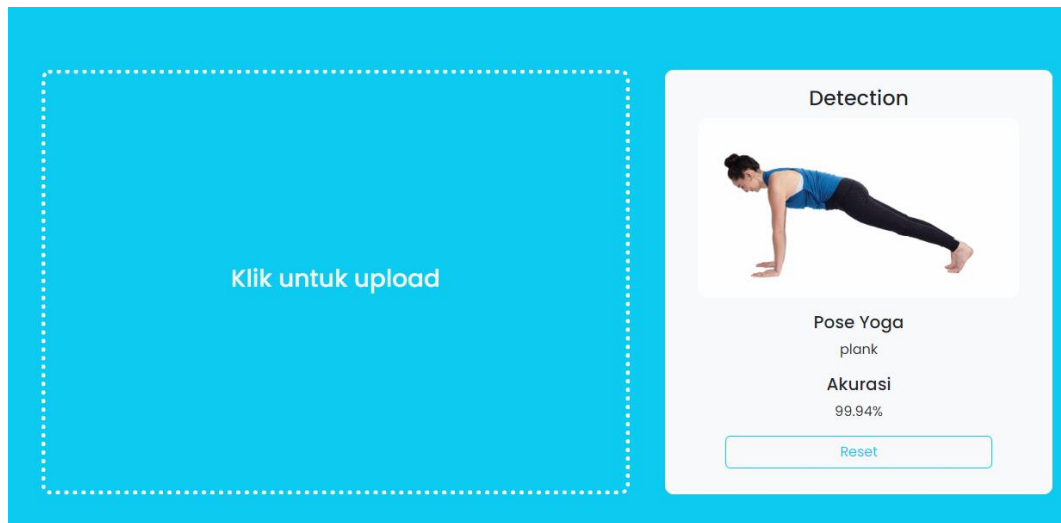 Klik untuk upload
Detection
Pose Yoga
plank
Akurasi
99.94%
Reset